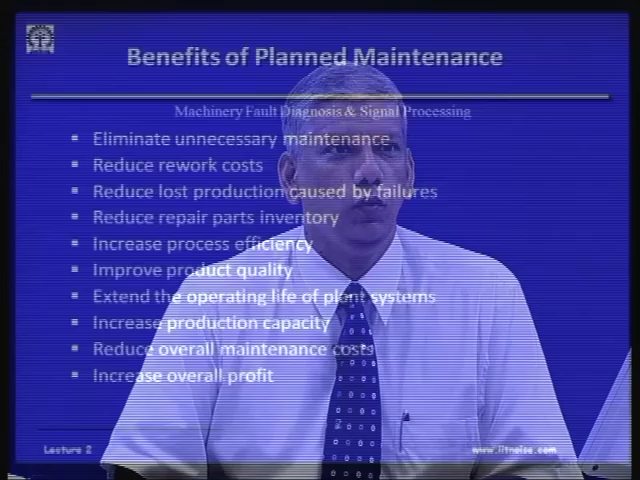 Benefits of Planned Maintenance
Machinery Fault Diagnosis & Signal Processing
Eliminate unnecessary maintenance
Reduce rework costs
Reduce lost production caused by failures
Reduce repair parts inventory
Increase process efficiency
Improve product quality
Extend the operating life of plant systems
Increase production capacity
Reduce overall maintenance costs
Increase overall profit
Lecture 2
www.iitnoise.com